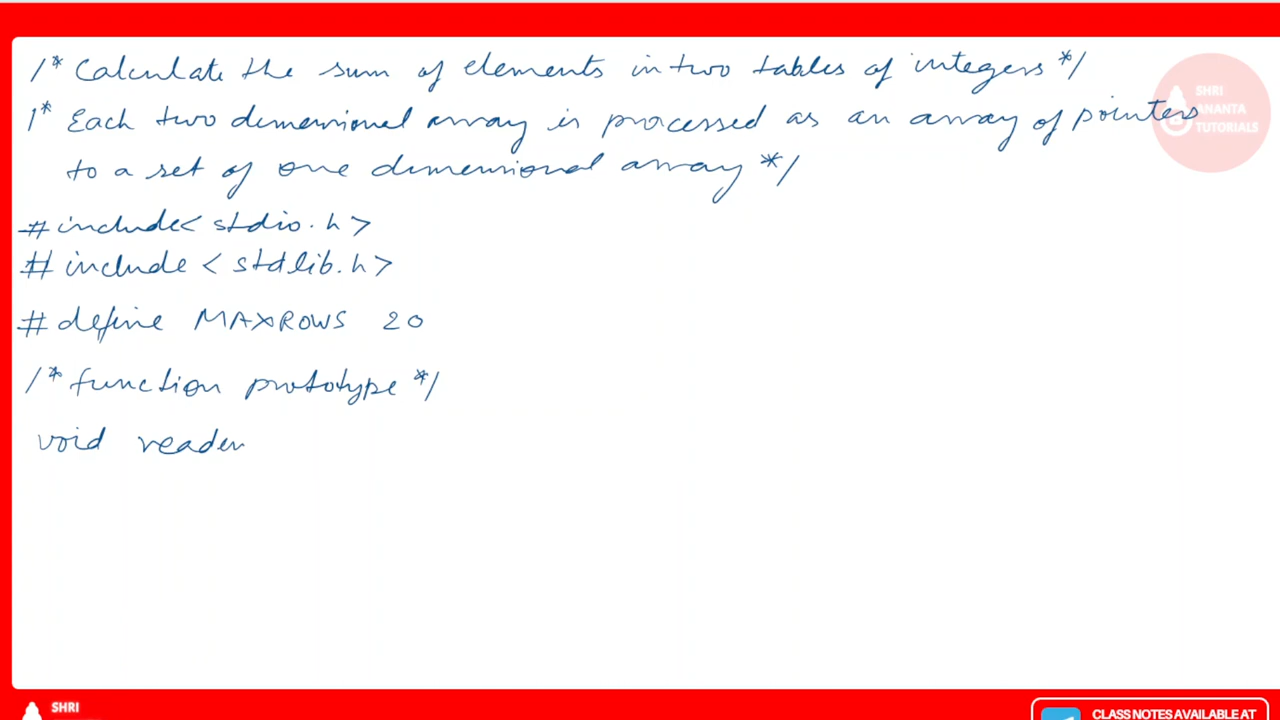 /* Calculate the sum of elements in two tables of integers */
/* Each two dimensional array is processed as an array of pointers
to a set of one dimensional array */
#include< stdio.h >
# include < stdlib.h >
# define MAXROWS 20
/* function prototype */
void reader
SHRI
ANANTA
TUTORIALS
SHRI
CLASS NOTES AVAILABLE AT